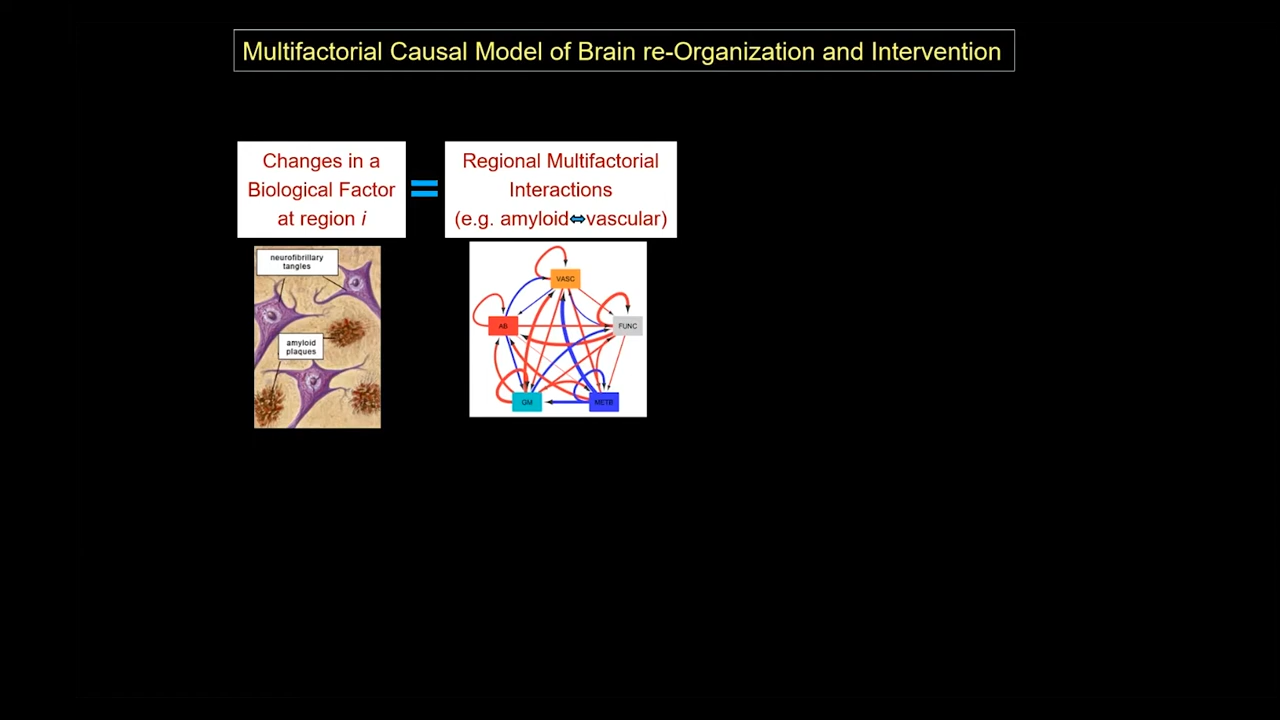 Multifactorial Causal Model of Brain re-Organization and Intervention
Changes in a
Biological Factor
at region i
=
Regional Multifactorial
Interactions
(e.g. amyloid⇔vascular)
neurofibrillary
tangles
amyloid
plaques
VASC
AB
FUNC
GM
METB